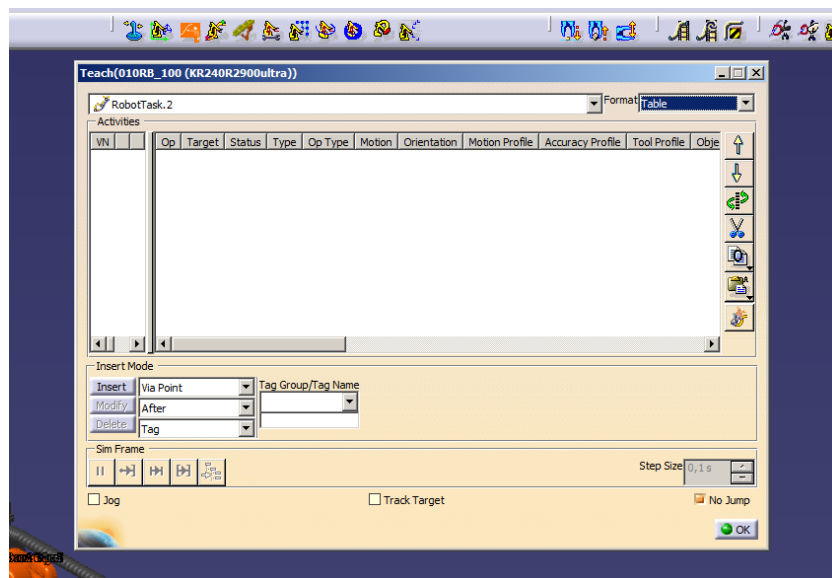 Teach(010RB_100 (KR240R2900ultra))
RobotTask.2 Format Table
Activities
VN Op Target Status Type Op Type Motion Orientation Motion Profile Accuracy Profile Tool Profile Obje
Insert Mode
Insert Via Point Tag Group/Tag Name
Modify After
Delete Tag
Sim Frame
Step Size 0,1s
Jog Track Target No Jump
OK